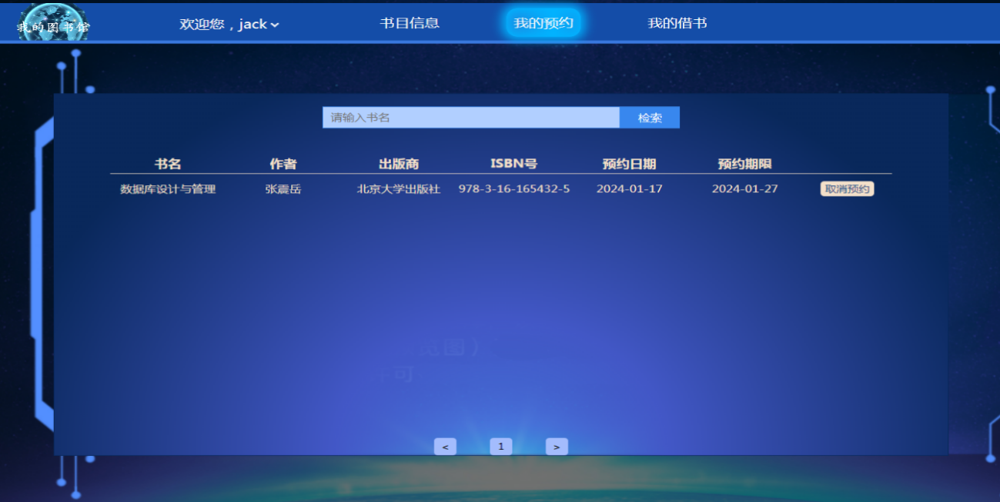 我的图书馆 欢迎您，jack 书目信息 我的预约 我的借书
请输入书名 检索
书名 作者 出版商 ISBN号 预约日期 预约期限
数据库设计与管理 张震岳 北京大学出版社 978-3-16-165432-5 2024-01-17 2024-01-27 取消预约
览图）
可
< 1 >